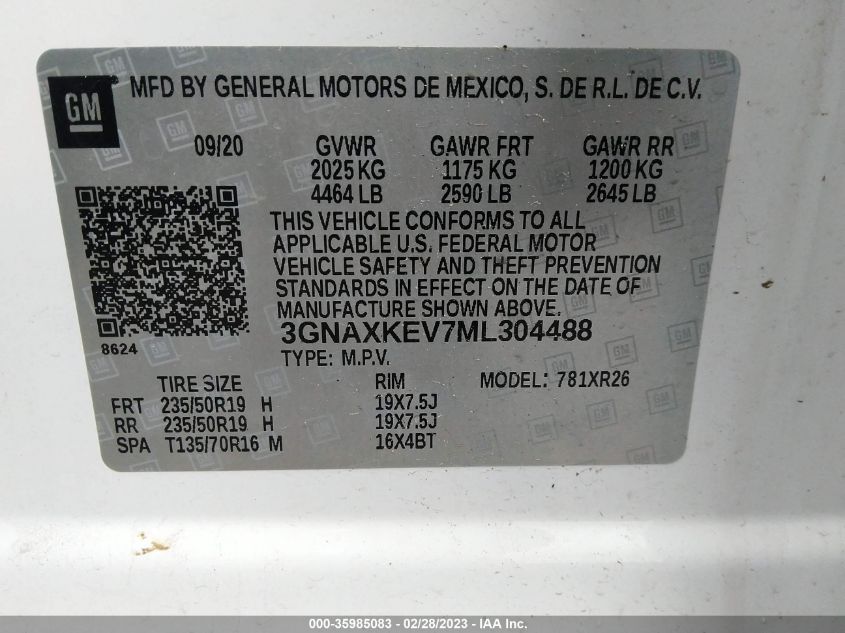 GM MFD BY GENERAL MOTORS DE MEXICO, S. DE R.L. DE C.V.
09/20 GVWR GAWR FRT GAWR RR
2025 KG 1175 KG 1200 KG
4464 LB 2590 LB 2645 LB
THIS VEHICLE CONFORMS TO ALL
APPLICABLE U.S. FEDERAL MOTOR
VEHICLE SAFETY AND THEFT PREVENTION
STANDARDS IN EFFECT ON THE DATE OF
MANUFACTURE SHOWN ABOVE.
3GNAXKEV7ML304488
8624
TYPE: M.P.V.
TIRE SIZE RIM MODEL: 781XR26
FRT 235/50R19 H 19X7.5J
RR 235/50R19 H 19X7.5J
SPA T135/70R16 M 16X4BT
000-35985083 - 02/28/2023 - IAA Inc.